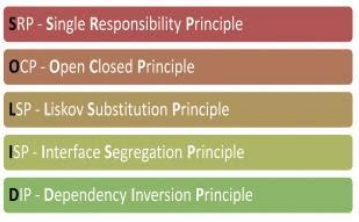 SRP - Single Responsibility Principle
OCP - Open Closed Principle
LSP - Liskov Substitution Principle
ISP - Interface Segregation Principle
DIP - Dependency Inversion Principle